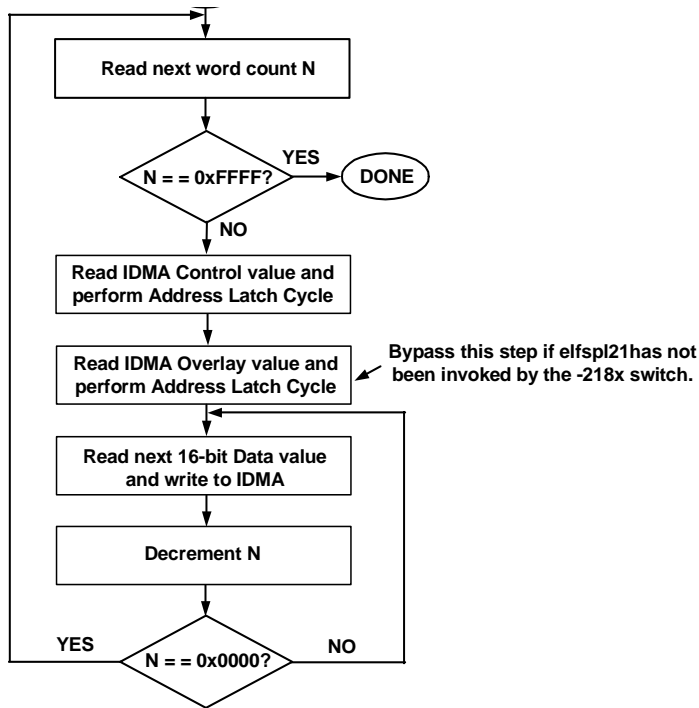 Read next word count N
YES
N = = 0xFFFF?
DONE
NO
Read IDMA Control value and
perform Address Latch Cycle
Read IDMA Overlay value and
perform Address Latch Cycle
Bypass this step if elfspl21has not
been invoked by the -218x switch.
Read next 16-bit Data value
and write to IDMA
Decrement N
YES
NO
N = = 0x0000?